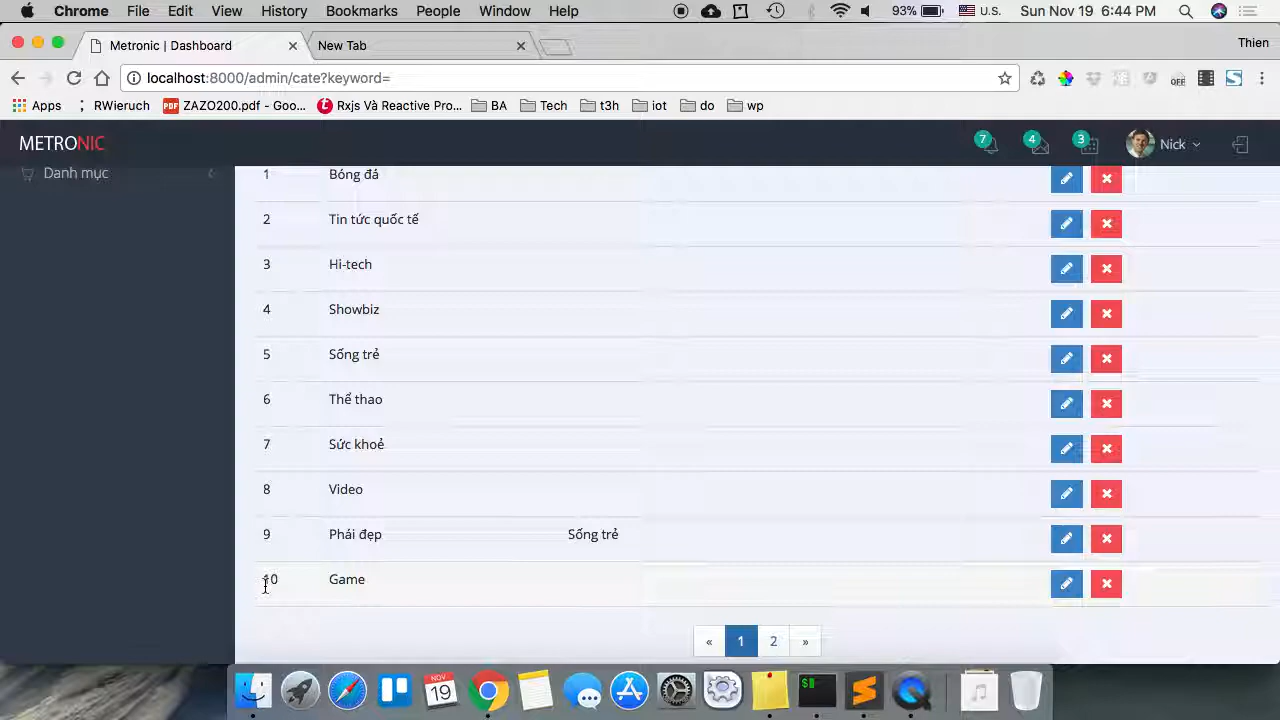 Chrome File Edit View History Bookmarks People Window Help 93% U.S. Sun Nov 19 6:44 PM
Metronic | Dashboard New Tab Thien
localhost:8000/admin/cate?keyword= OFF
Apps RWieruch ZAZO200.pdf - Goo... Rxjs Và Reactive Pro... BA Tech t3h iot do wp
METRONIC 7 4 3 Nick
Danh mục
1 Bóng đá
2 Tin tức quốc tế
3 Hi-tech
4 Showbiz
5 Sống trẻ
6 Thể thao
7 Sức khoẻ
8 Video
9 Phái đẹp Sống trẻ
10 Game
« 1 2 »
NOV
19